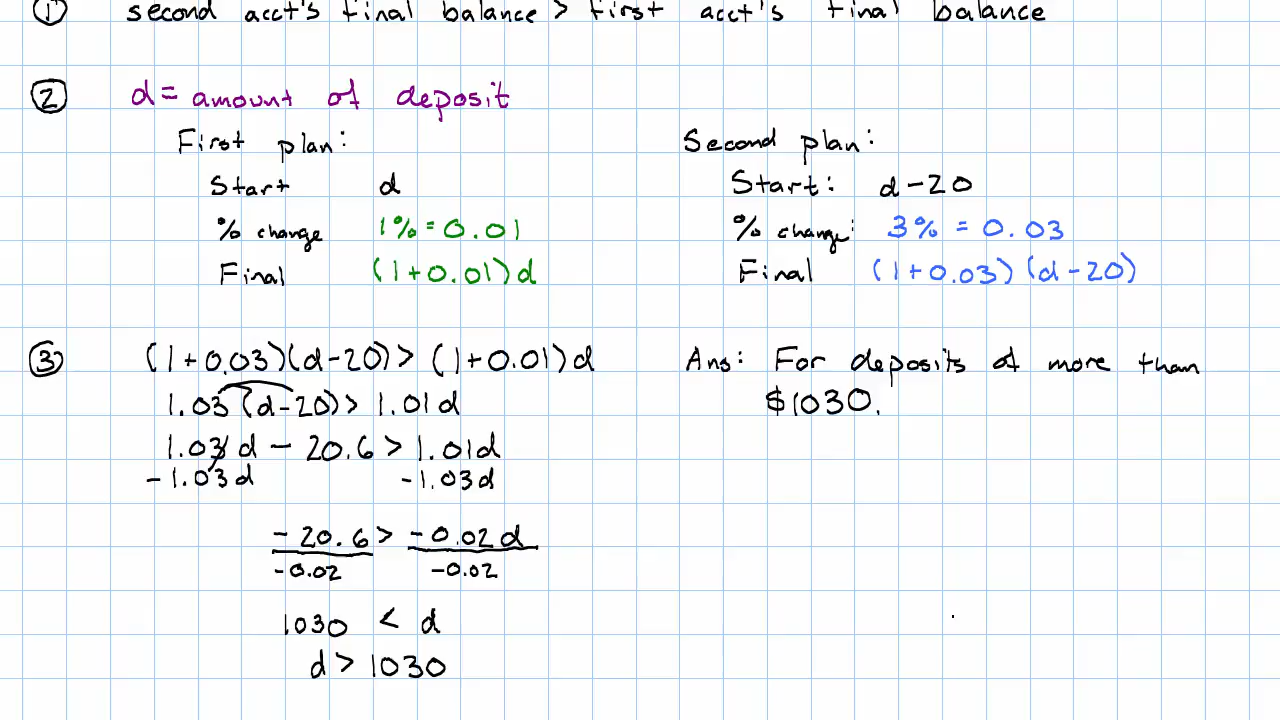 ① second acct's final balance > first acct's final balance
② d = amount of deposit
First plan:
Start d
% change 1% = 0.01
Final (1+0.01)d
Second plan:
Start: d-20
% change: 3% = 0.03
Final (1+0.03)(d-20)
③ (1+0.03)(d-20) > (1+0.01)d
1.03(d-20) > 1.01d
1.03d - 20.6 > 1.01d
-1.03d -1.03d
-20.6 > -0.02d
-0.02 -0.02
1030 < d
d > 1030
Ans: For deposits of more than
$1030.